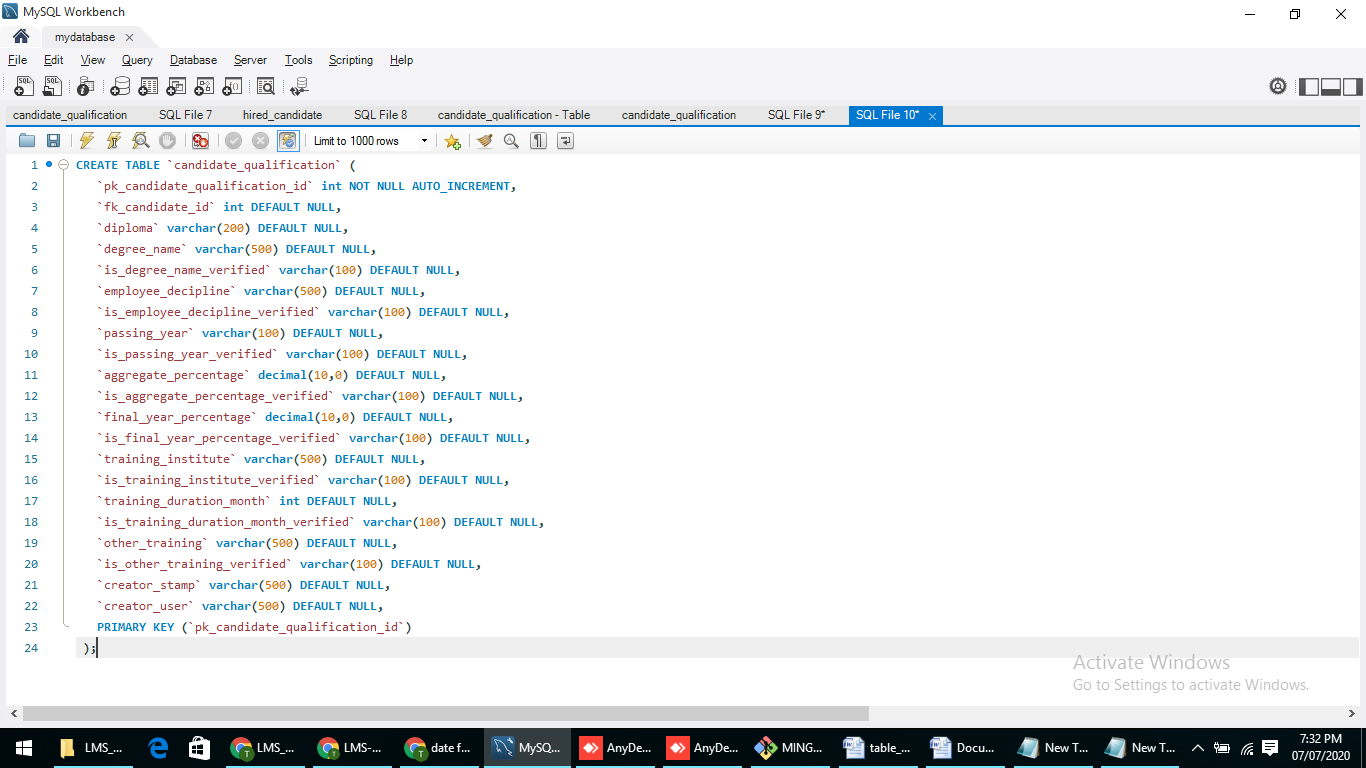 MySQL Workbench
mydatabase
File Edit View Query Database Server Tools Scripting Help
candidate_qualification SQL File 7 hired_candidate SQL File 8 candidate_qualification - Table candidate_qualification SQL File 9* SQL File 10*
Limit to 1000 rows
1 CREATE TABLE `candidate_qualification` (
2 `pk_candidate_qualification_id` int NOT NULL AUTO_INCREMENT,
3 `fk_candidate_id` int DEFAULT NULL,
4 `diploma` varchar(200) DEFAULT NULL,
5 `degree_name` varchar(500) DEFAULT NULL,
6 `is_degree_name_verified` varchar(100) DEFAULT NULL,
7 `employee_decipline` varchar(500) DEFAULT NULL,
8 `is_employee_decipline_verified` varchar(100) DEFAULT NULL,
9 `passing_year` varchar(100) DEFAULT NULL,
10 `is_passing_year_verified` varchar(100) DEFAULT NULL,
11 `aggregate_percentage` decimal(10,0) DEFAULT NULL,
12 `is_aggregate_percentage_verified` varchar(100) DEFAULT NULL,
13 `final_year_percentage` decimal(10,0) DEFAULT NULL,
14 `is_final_year_percentage_verified` varchar(100) DEFAULT NULL,
15 `training_institute` varchar(500) DEFAULT NULL,
16 `is_training_institute_verified` varchar(100) DEFAULT NULL,
17 `training_duration_month` int DEFAULT NULL,
18 `is_training_duration_month_verified` varchar(100) DEFAULT NULL,
19 `other_training` varchar(500) DEFAULT NULL,
20 `is_other_training_verified` varchar(100) DEFAULT NULL,
21 `creator_stamp` varchar(500) DEFAULT NULL,
22 `creator_user` varchar(500) DEFAULT NULL,
23 PRIMARY KEY (`pk_candidate_qualification_id`)
24 );
Activate Windows
Go to Settings to activate Windows.
LMS_... LMS_... LMS-... date f... MySQ... AnyDe... AnyDe... MING... table_... Docu... New T... New T... 7:32 PM
07/07/2020